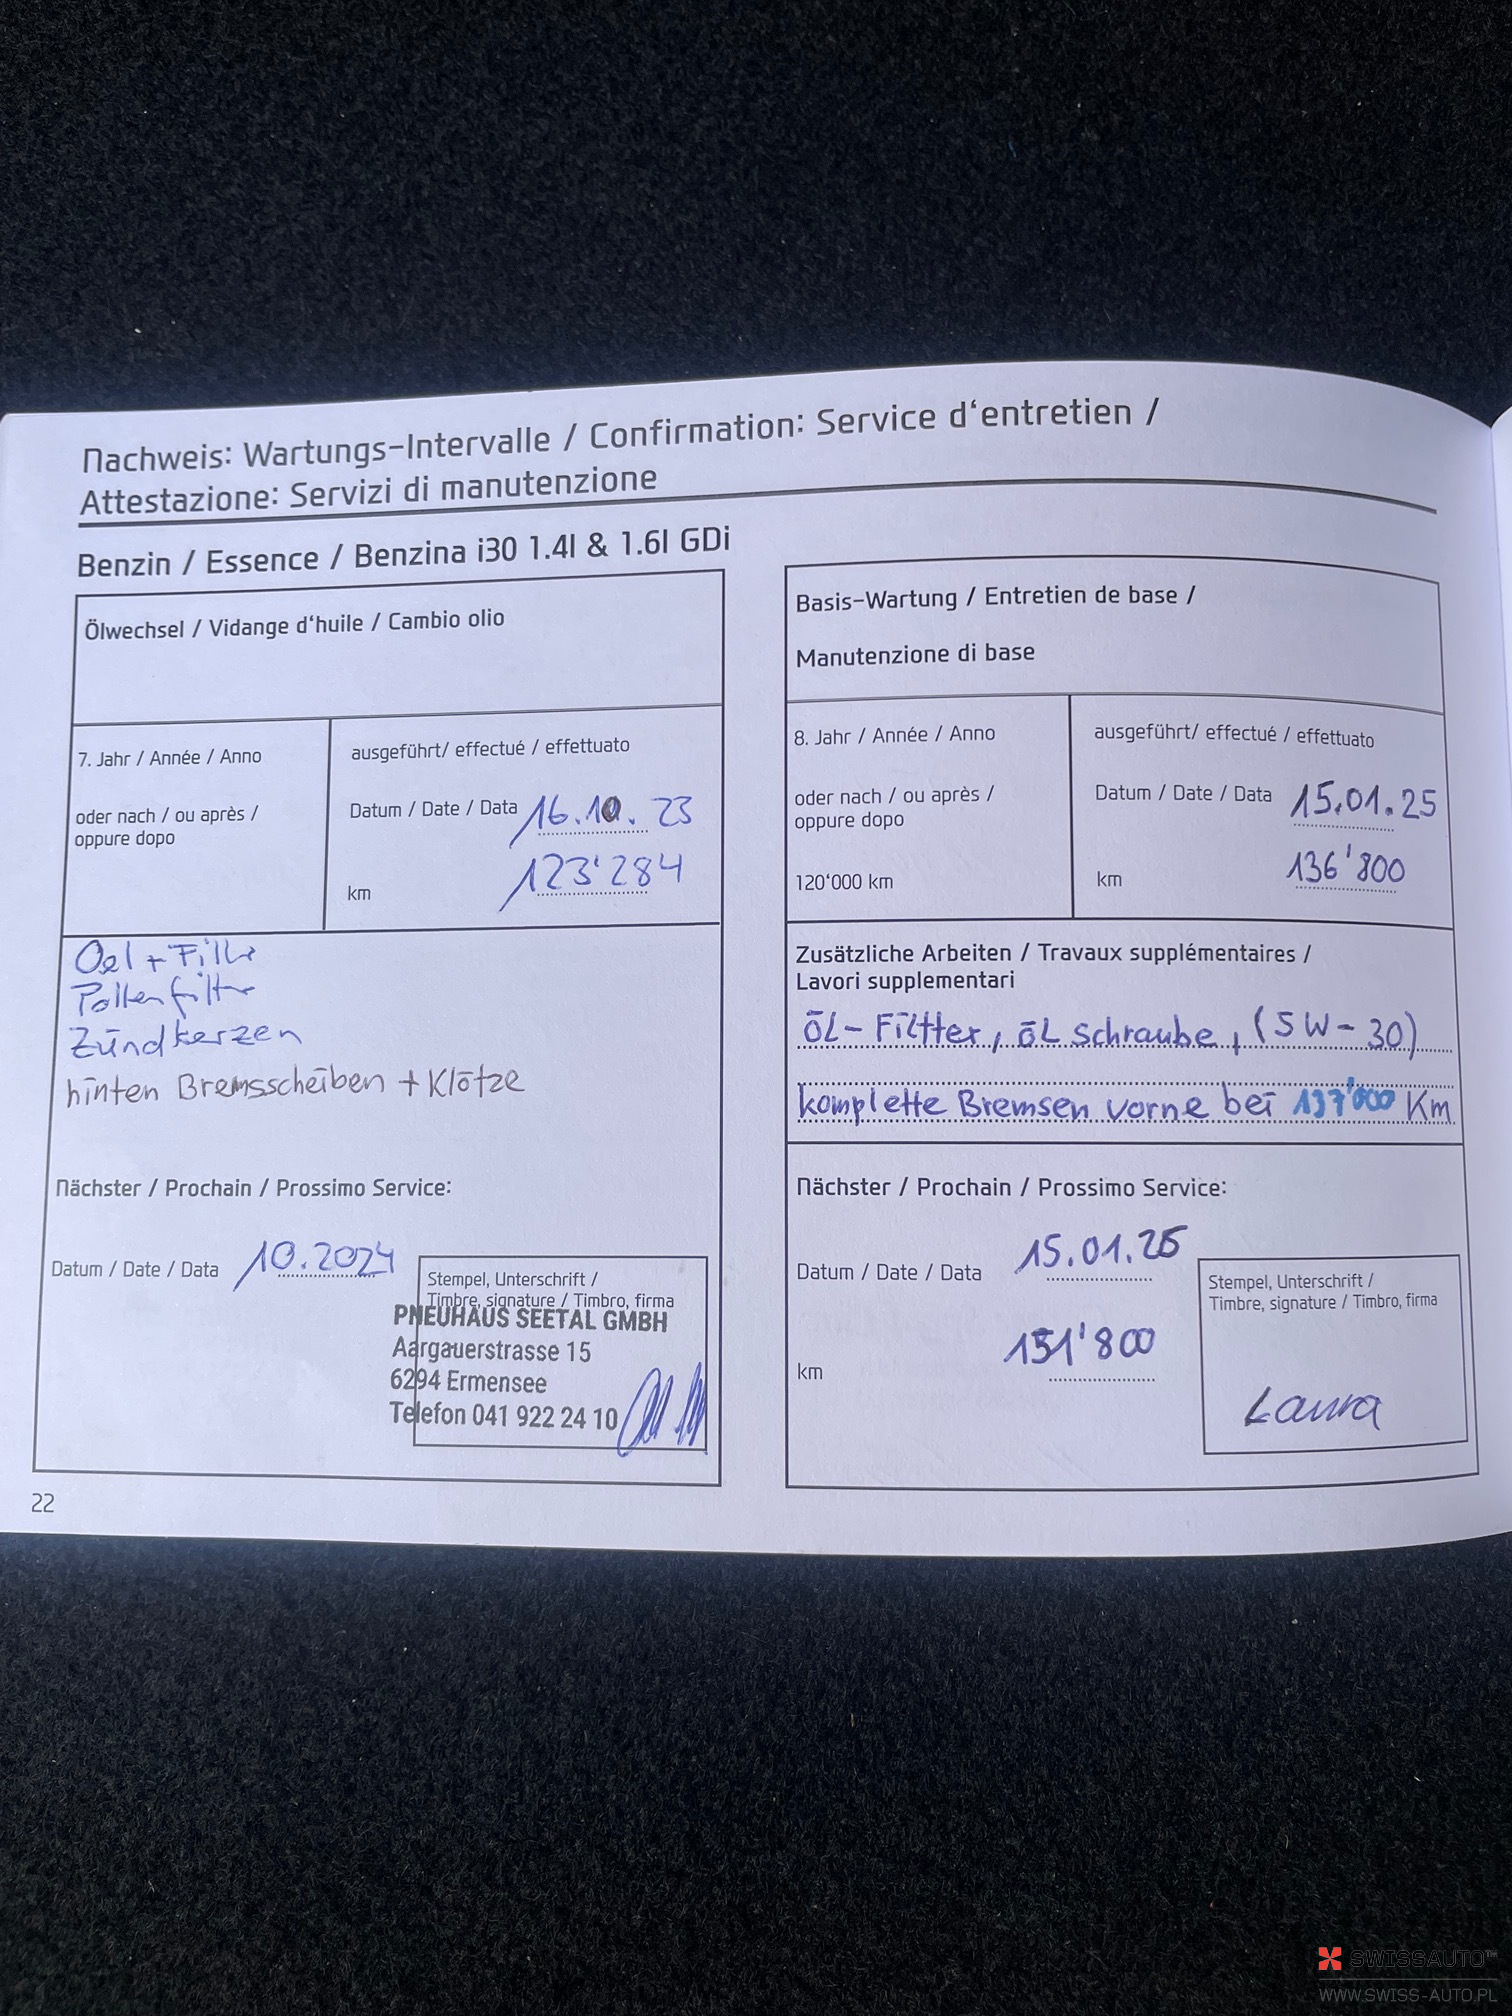 Nachweis: Wartungs-Intervalle / Confirmation: Service d'entretien /
Attestazione: Servizi di manutenzione
Benzin / Essence / Benzina i30 1.4l & 1.6l GDi
Ölwechsel / Vidange d'huile / Cambio olio
7. Jahr / Année / Anno
oder nach / ou après /
oppure dopo
ausgeführt/ effectué / effettuato
Datum / Date / Data 16.10.23
km 123'284
Oel + Filter
Pollenfilter
Zündkerzen
hinten Bremsscheiben + Klötze
Nächster / Prochain / Prossimo Service:
Datum / Date / Data 10.2024
Stempel, Unterschrift /
Timbre, signature / Timbro, firma
PNEUHAUS SEETAL GMBH
Aargauerstrasse 15
6294 Ermensee
Telefon 041 922 24 10
22
Basis-Wartung / Entretien de base /
Manutenzione di base
8. Jahr / Année / Anno
oder nach / ou après /
oppure dopo
120'000 km
ausgeführt/ effectué / effettuato
Datum / Date / Data 15.01.25
km 136'800
Zusätzliche Arbeiten / Travaux supplémentaires /
Lavori supplementari
ÖL-Filtter, ÖL schraube, (5W-30)
komplette Bremsen vorne bei 137'000 Km
Nächster / Prochain / Prossimo Service:
Datum / Date / Data 15.01.26
km 151'800
Stempel, Unterschrift /
Timbre, signature / Timbro, firma
Laura
SWISSAUTO™
WWW.SWISS-AUTO.PL